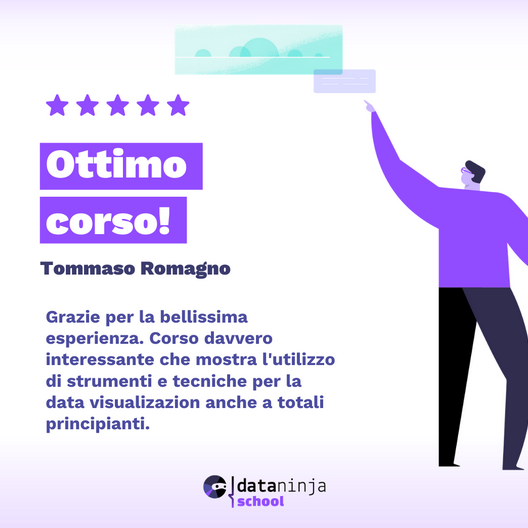 Ottimo
corso!
Tommaso Romagno
Grazie per la bellissima
esperienza. Corso davvero
interessante che mostra l'utilizzo
di strumenti e tecniche per la
data visualizazion anche a totali
principianti.
dataninja
school